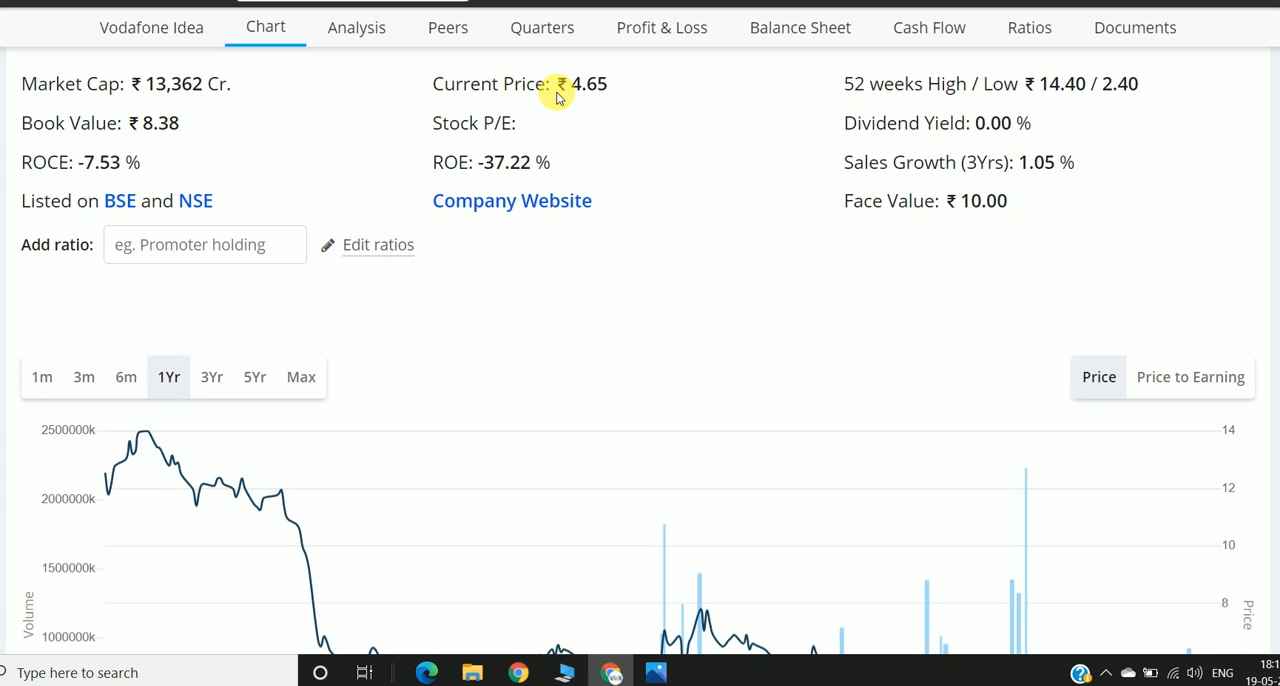 Vodafone Idea Chart Analysis Peers Quarters Profit & Loss Balance Sheet Cash Flow Ratios Documents
Market Cap: ₹ 13,362 Cr. Current Price: ₹ 4.65 52 weeks High / Low ₹ 14.40 / 2.40
Book Value: ₹ 8.38 Stock P/E: Dividend Yield: 0.00 %
ROCE: -7.53 % ROE: -37.22 % Sales Growth (3Yrs): 1.05 %
Listed on BSE and NSE Company Website Face Value: ₹ 10.00
Add ratio: eg. Promoter holding Edit ratios
1m 3m 6m 1Yr 3Yr 5Yr Max Price Price to Earning
2500000k 14
2000000k 12
1500000k 10
8
1000000k
Volume
Price
Type here to search ENG 18:1
19-05-2